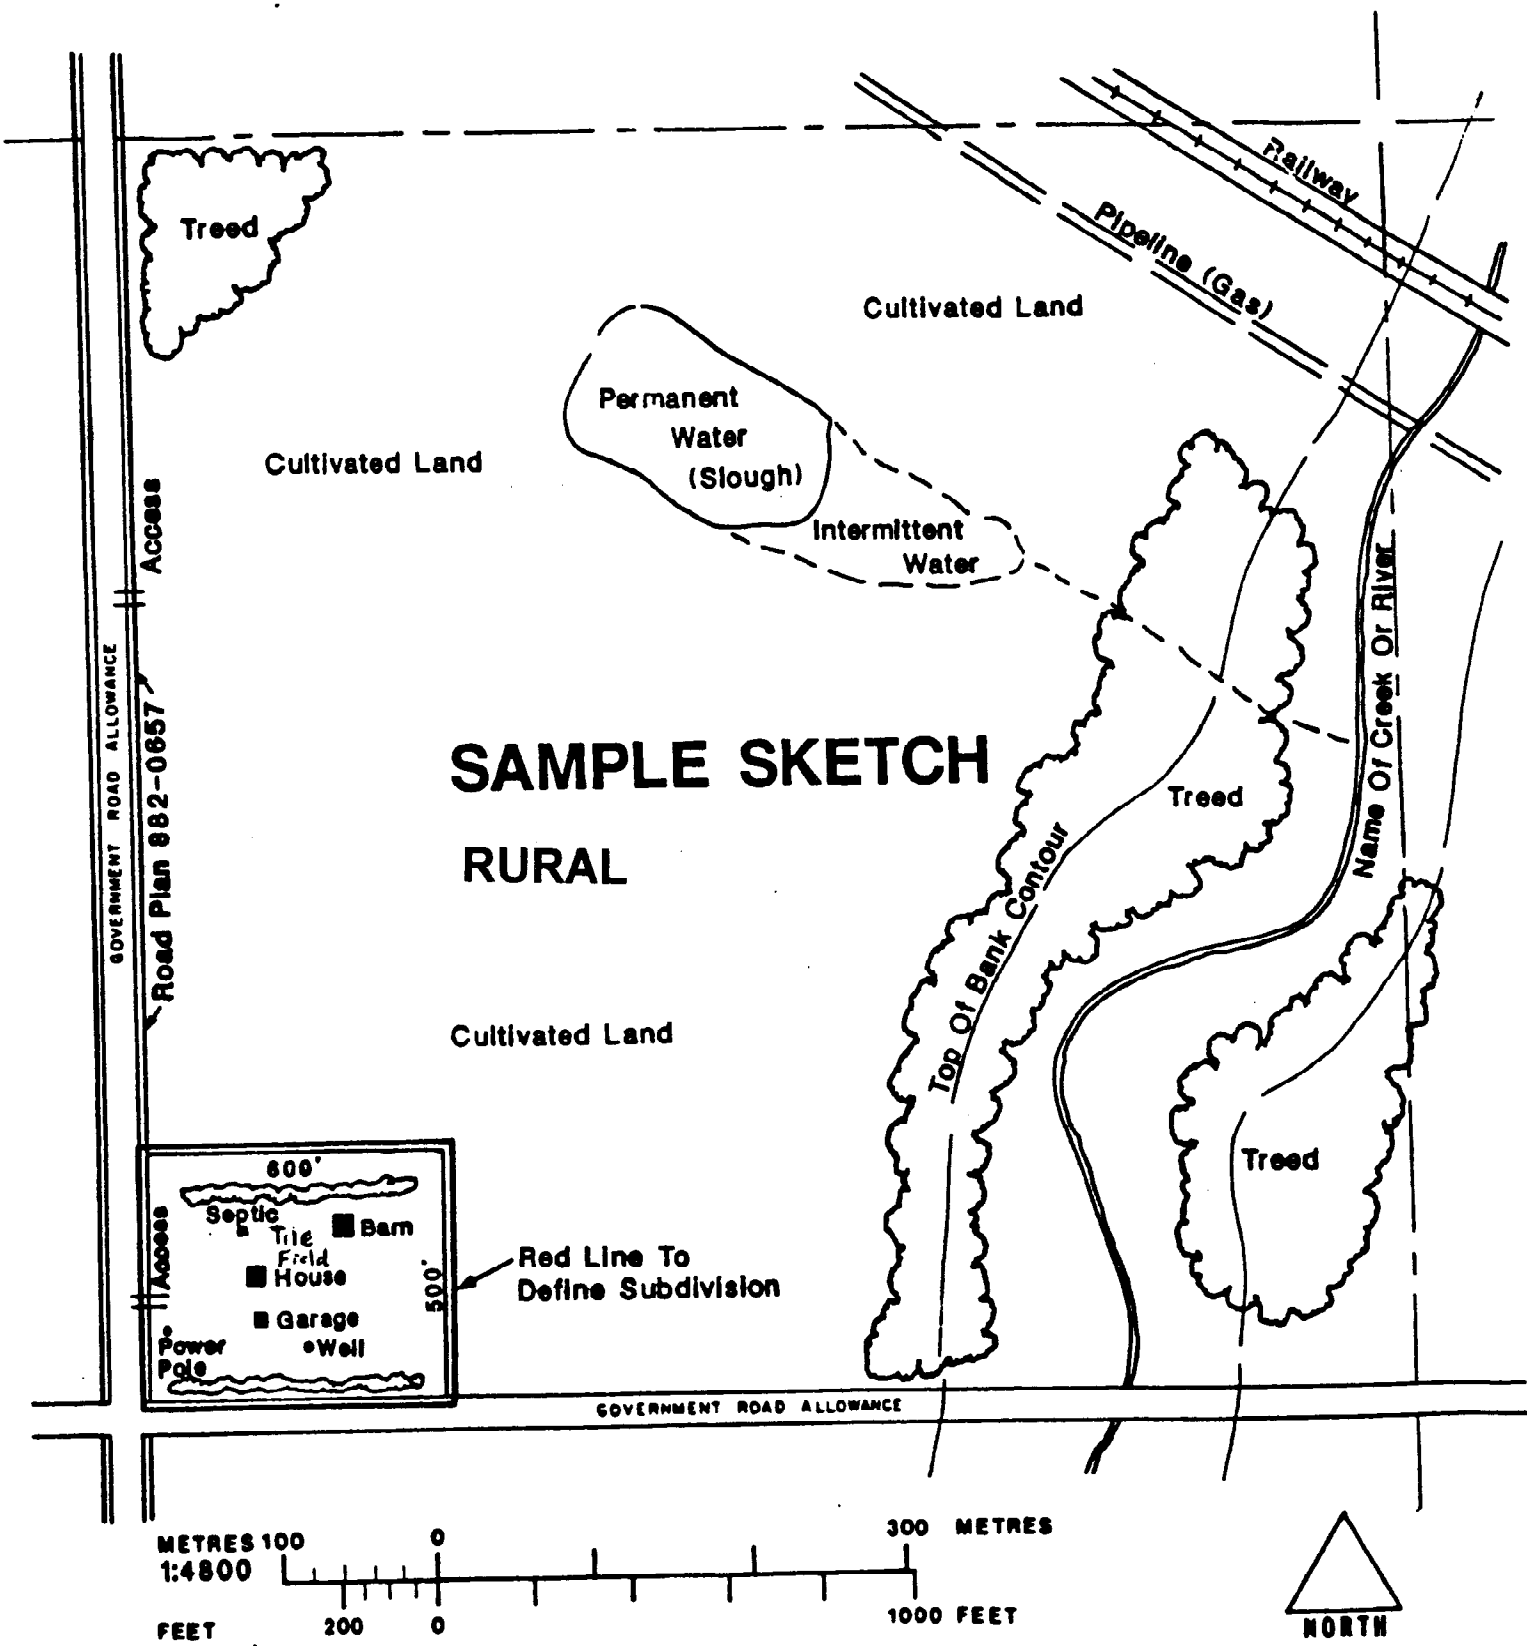 Railway
Treed
Pipeline (Gas)
Cultivated Land
Permanent
Water
(Slough)
Cultivated Land
Access
Intermittent
Water
Name Of Creek Or River
GOVERNMENT ROAD ALLOWANCE
Road Plan 882-0657
SAMPLE SKETCH
RURAL
Treed
Top Of Bank Contour
Cultivated Land
Treed
600'
Septic
Tile
Field
Barn
Access
House
500'
Red Line To
Define Subdivision
Garage
Power
Pole
Well
GOVERNMENT ROAD ALLOWANCE
METRES 100 0 300 METRES
1:4800
FEET 200 0 1000 FEET
NORTH